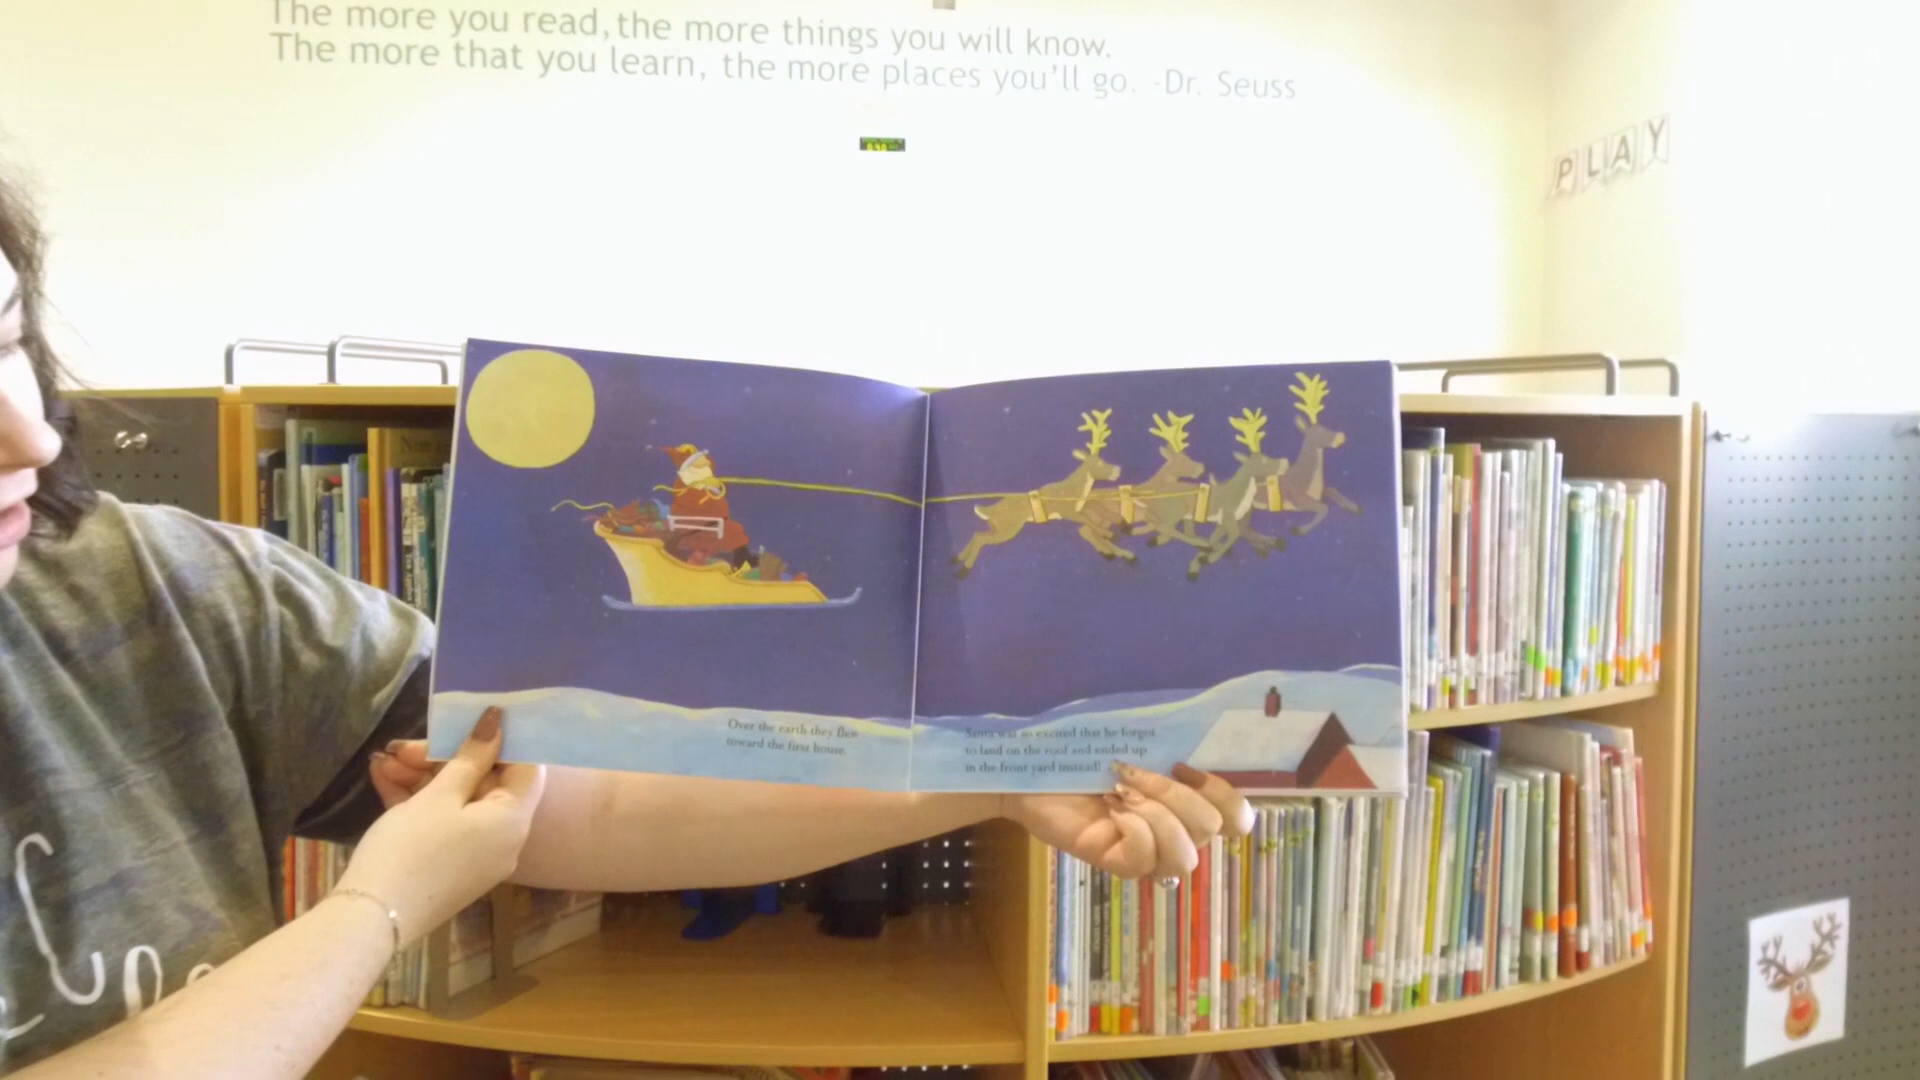 The more you read, the more things you will know.
The more that you learn, the more places you'll go. -Dr. Seuss
PLAY
Over the earth they flew
toward the first house.
Santa was so excited that he forgot
to land on the roof and ended up
in the front yard instead!